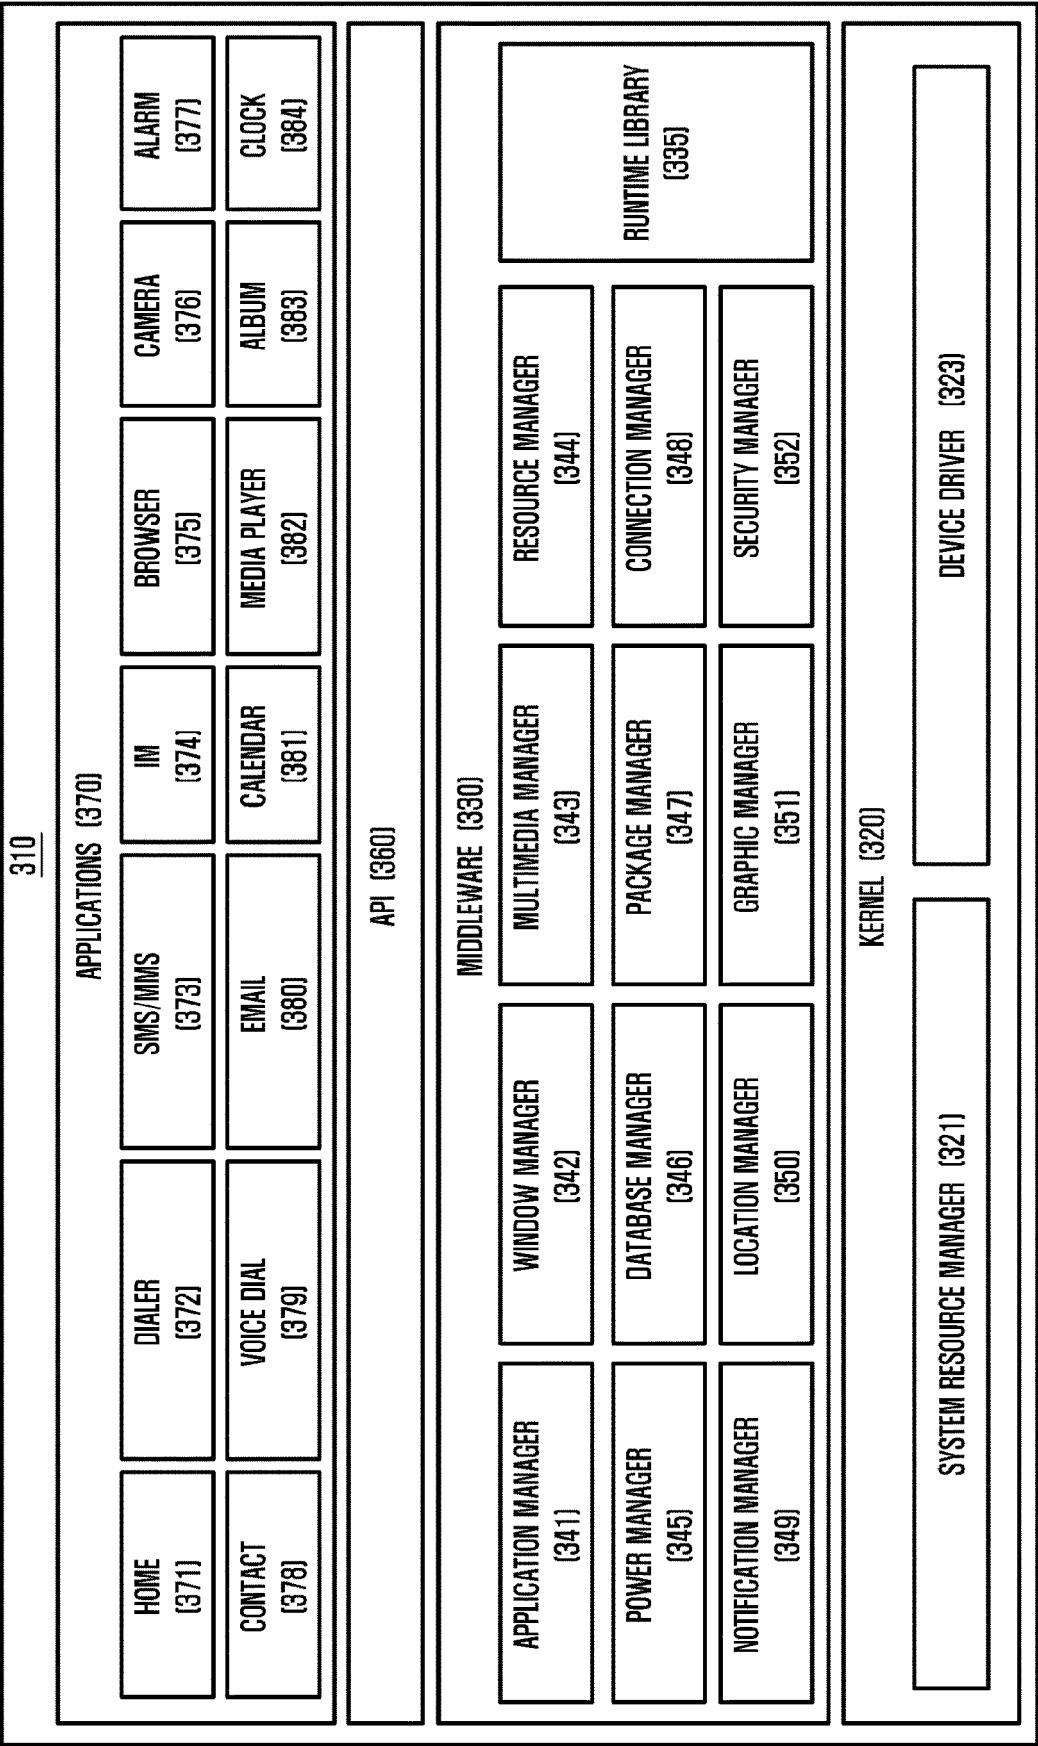 310
APPLICATIONS (370)
HOME
(371)
DIALER
(372)
SMS/MMS
(373)
IM
(374)
BROWSER
(375)
CAMERA
(376)
ALARM
(377)
CONTACT
(378)
VOICE DIAL
(379)
EMAIL
(380)
CALENDAR
(381)
MEDIA PLAYER
(382)
ALBUM
(383)
CLOCK
(384)
API (360)
MIDDLEWARE (330)
APPLICATION MANAGER
(341)
WINDOW MANAGER
(342)
MULTIMEDIA MANAGER
(343)
RESOURCE MANAGER
(344)
POWER MANAGER
(345)
DATABASE MANAGER
(346)
PACKAGE MANAGER
(347)
CONNECTION MANAGER
(348)
NOTIFICATION MANAGER
(349)
LOCATION MANAGER
(350)
GRAPHIC MANAGER
(351)
SECURITY MANAGER
(352)
RUNTIME LIBRARY
(335)
KERNEL (320)
SYSTEM RESOURCE MANAGER (321)
DEVICE DRIVER (323)